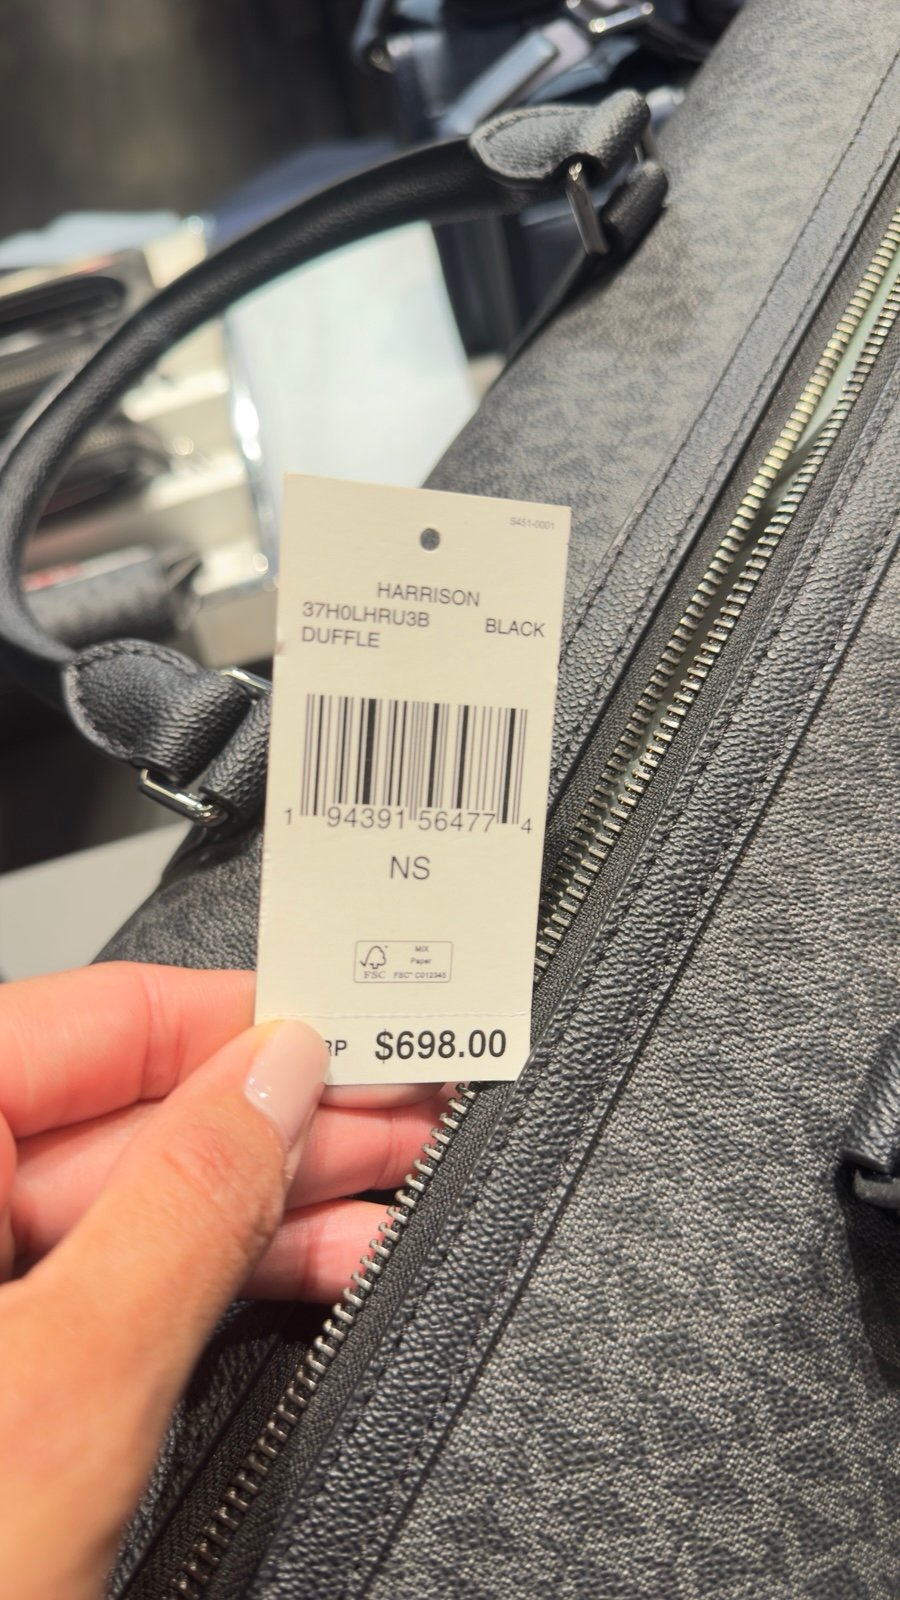 S451-0001
HARRISON
37H0LHRU3B BLACK
DUFFLE
1 94391 56477 4
NS
FSC
MIX
Paper
FSC® C012345
RP $698.00